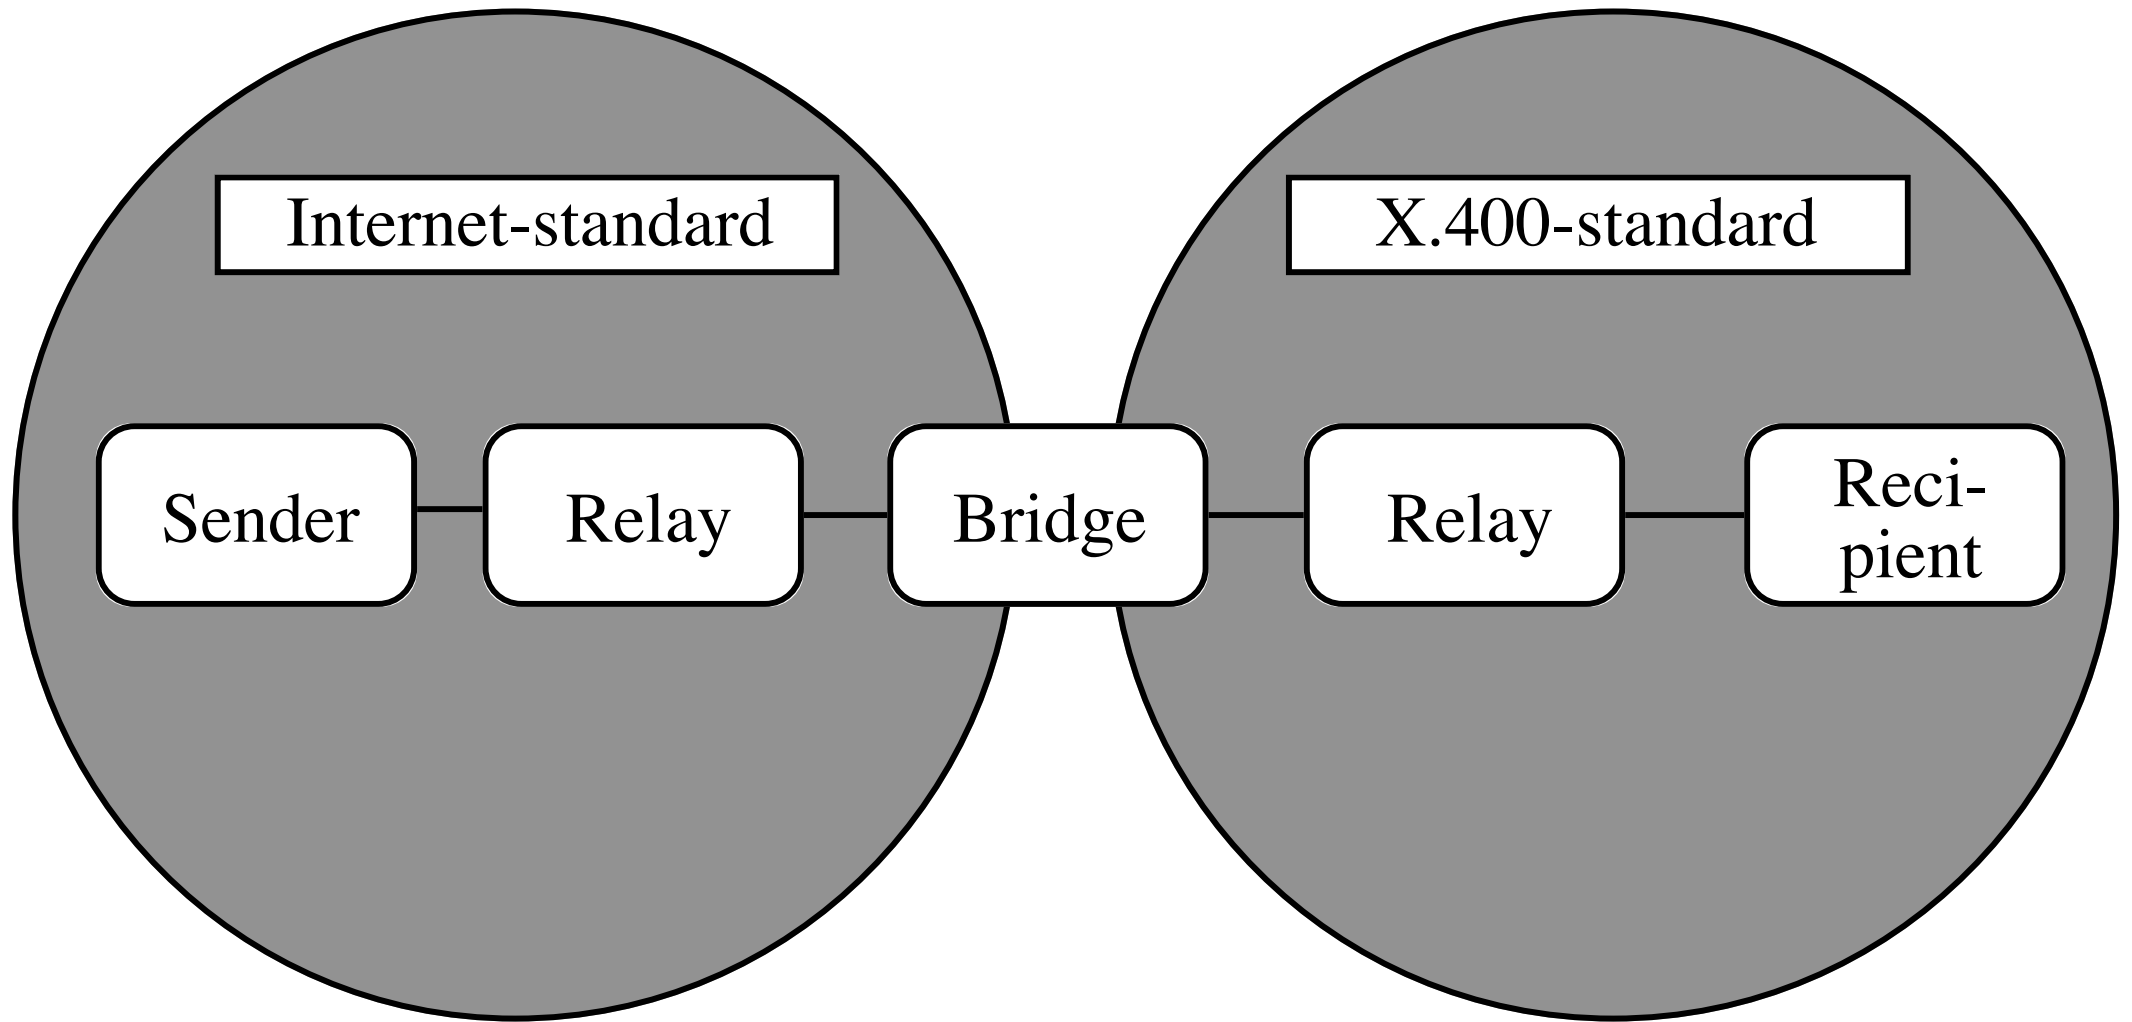 Internet-standard
X.400-standard
Sender
Relay
Bridge
Relay
Reci-
pient